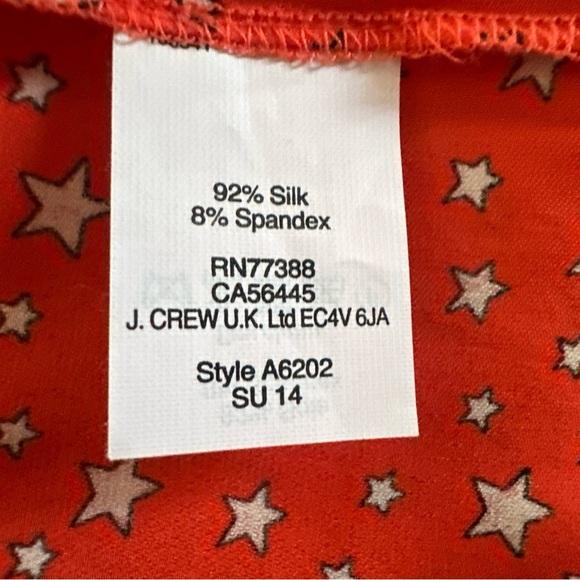 92% Silk
8% Spandex
RN77388
CA56445
J. CREW U.K. Ltd EC4V 6JA
Style A6202
SU 14